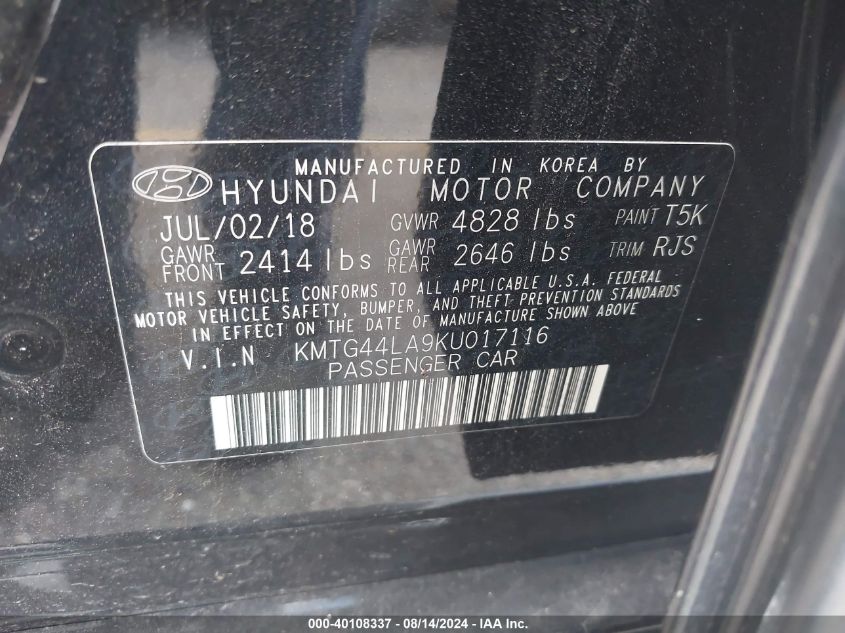 MANUFACTURED IN KOREA BY
HYUNDAI MOTOR COMPANY
JUL/02/18 GVWR 4828 lbs PAINT T5K
GAWR FRONT 2414 lbs GAWR REAR 2646 lbs TRIM RJS
THIS VEHICLE CONFORMS TO ALL APPLICABLE U.S.A. FEDERAL
MOTOR VEHICLE SAFETY, BUMPER, AND THEFT PREVENTION STANDARDS
IN EFFECT ON THE DATE OF MANUFACTURE SHOWN ABOVE
V.I.N KMTG44LA9KU017116
PASSENGER CAR
000-40108337 - 08/14/2024 - IAA Inc.